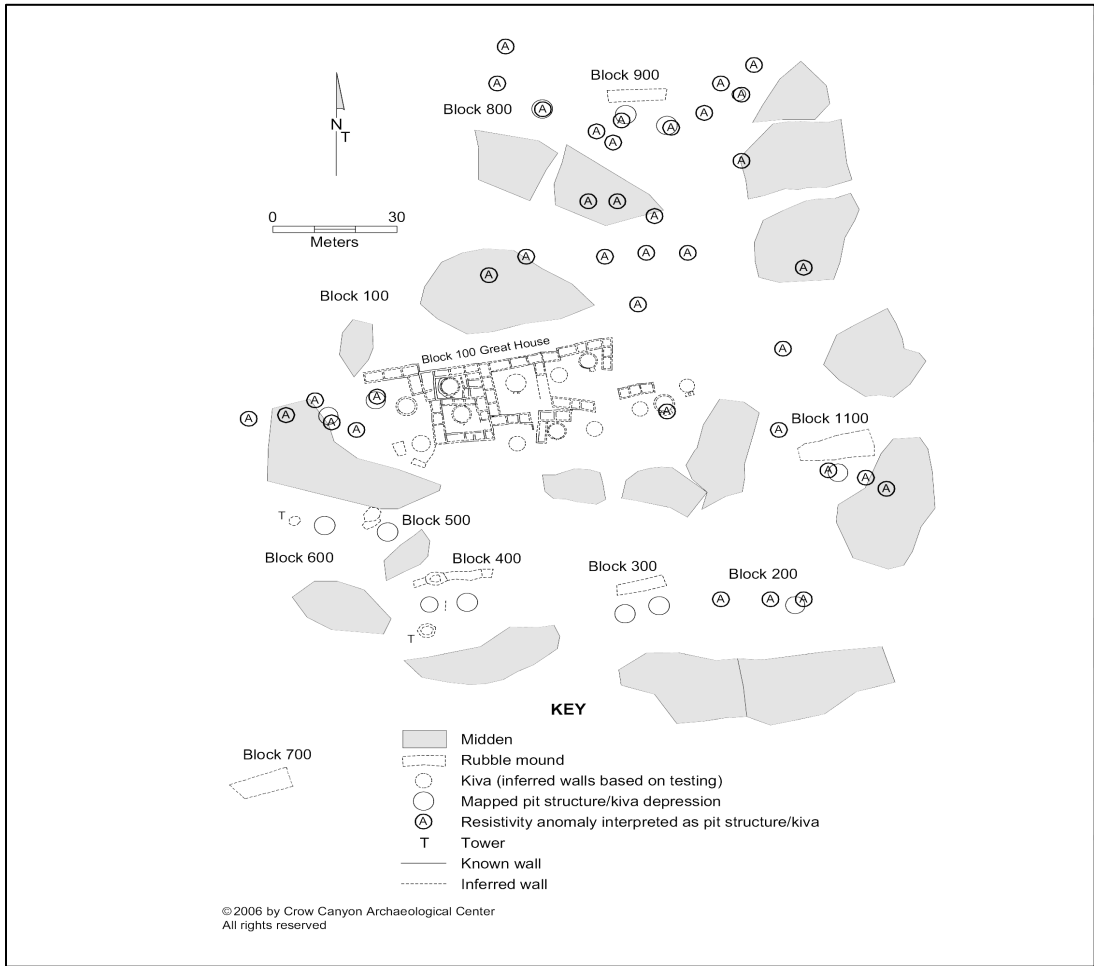 A
A
A
Block 900
A
A
Block 800
A
A
A
A
A
A
A
A
N
T
A
A
A
A
0 30
Meters
A
A
A
A
A
A
A
Block 100
A
Block 100 Great House
A
A
A
A
A
A
A
A
A
Block 1100
A
A
A
T
Block 500
Block 600
Block 400
Block 300
Block 200
A
A
A
T
KEY
Midden
Rubble mound
Kiva (inferred walls based on testing)
Mapped pit structure/kiva depression
A Resistivity anomaly interpreted as pit structure/kiva
T Tower
Known wall
Inferred wall
Block 700
©2006 by Crow Canyon Archaeological Center
All rights reserved